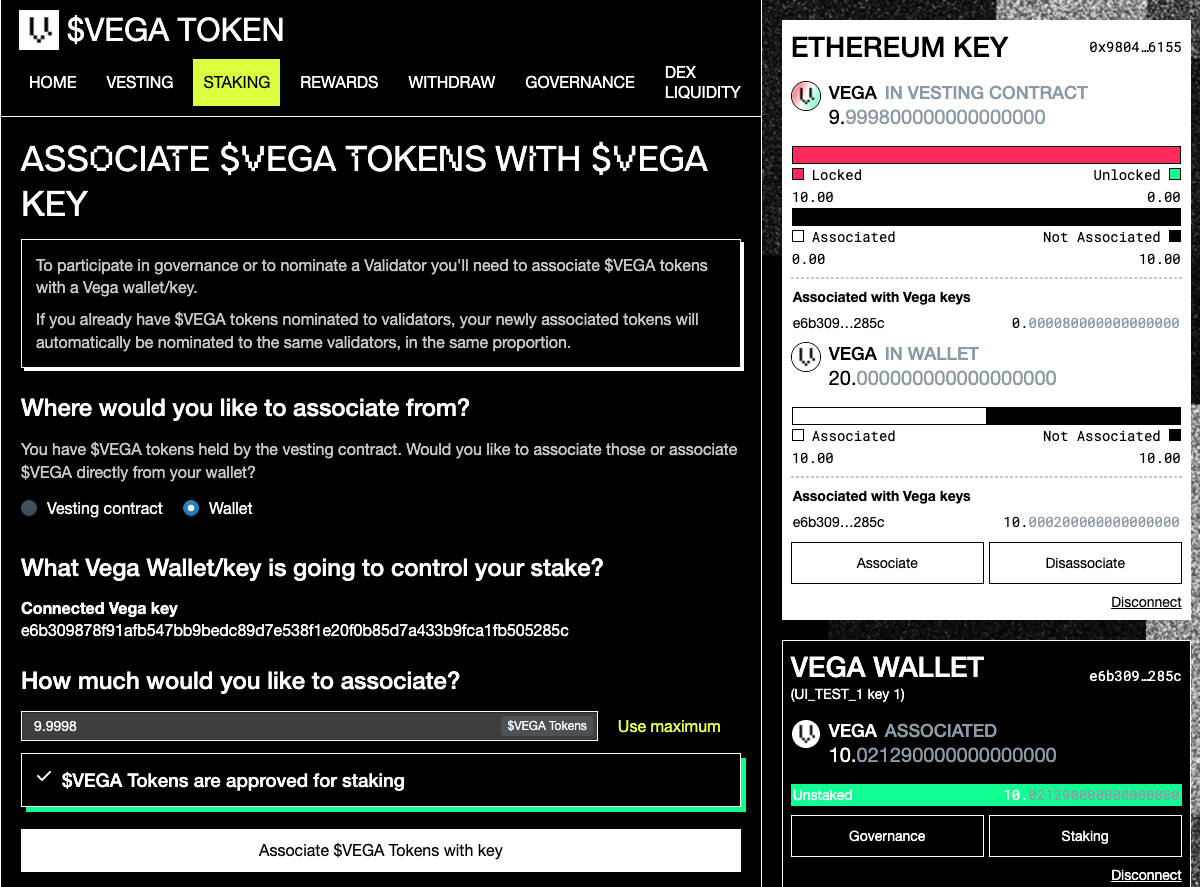 $VEGA TOKEN
HOME VESTING STAKING REWARDS WITHDRAW GOVERNANCE DEX LIQUIDITY
ASSOCIATE $VEGA TOKENS WITH $VEGA
KEY
To participate in governance or to nominate a Validator you'll need to associate $VEGA tokens
with a Vega wallet/key.
If you already have $VEGA tokens nominated to validators, your newly associated tokens will
automatically be nominated to the same validators, in the same proportion.
Where would you like to associate from?
You have $VEGA tokens held by the vesting contract. Would you like to associate those or associate
$VEGA directly from your wallet?
Vesting contract Wallet
What Vega Wallet/key is going to control your stake?
Connected Vega key
e6b309878f91afb547bb9bedc89d7e538f1e20f0b85d7a433b9fca1fb505285c
How much would you like to associate?
9.9998 $VEGA Tokens Use maximum
$VEGA Tokens are approved for staking
Associate $VEGA Tokens with key
ETHEREUM KEY 0x9804…6155
VEGA IN VESTING CONTRACT
9.999800000000000000
Locked Unlocked
10.00 0.00
Associated Not Associated
0.00 10.00
Associated with Vega keys
e6b309…285c 0.000080000000000000
VEGA IN WALLET
20.000000000000000000
Associated Not Associated
10.00 10.00
Associated with Vega keys
e6b309…285c 10.000200000000000000
Associate Disassociate
Disconnect
VEGA WALLET e6b309…285c
(UI_TEST_1 key 1)
VEGA ASSOCIATED
10.021290000000000000
Unstaked 10.021290000000000000
Governance Staking
Disconnect